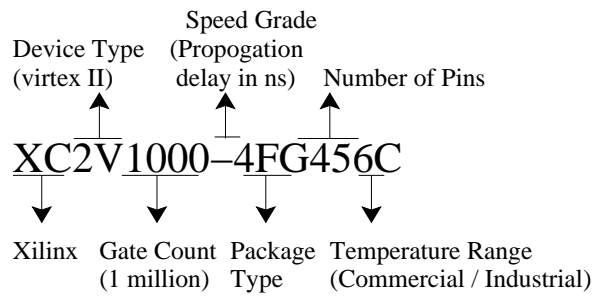 Speed Grade
Device Type (Propogation
(virtex II) delay in ns) Number of Pins
XC2V1000–4FG456C
Xilinx Gate Count Package Temperature Range
(1 million) Type (Commercial / Industrial)